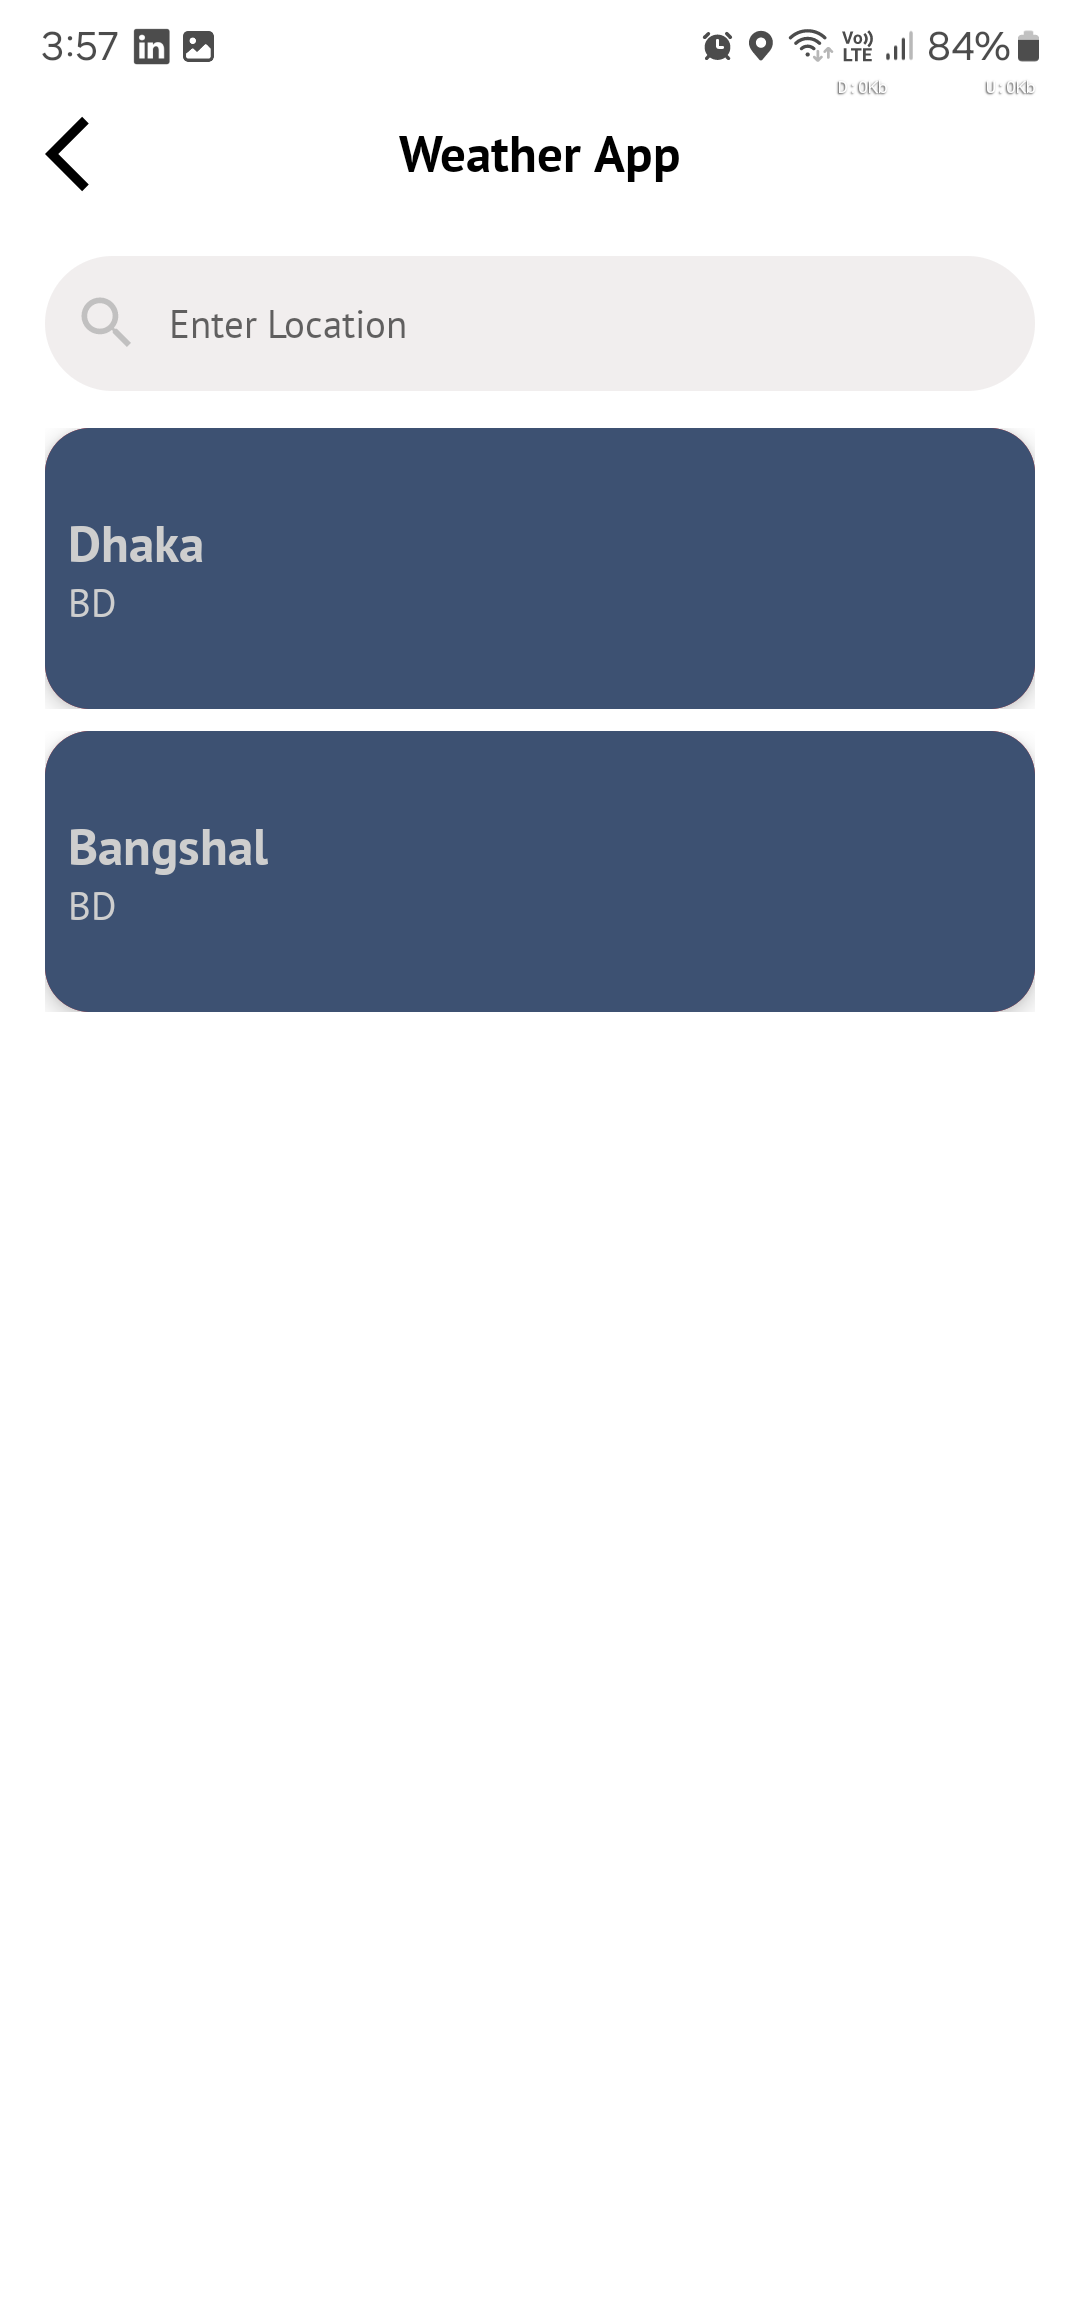 3:57 in Vo)) LTE 84%
D: 0Kb U: 0Kb
Weather App
Enter Location
Dhaka
BD
Bangshal
BD